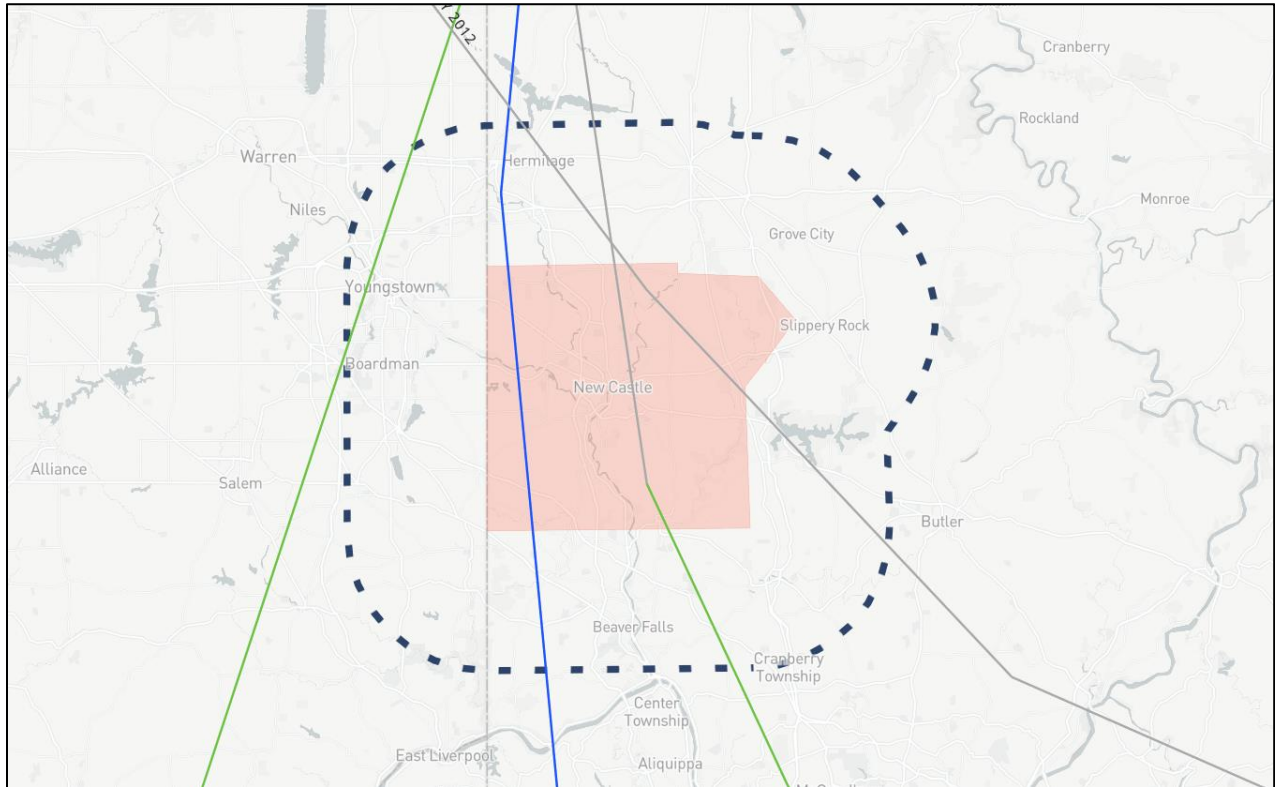 Y 2012
Cranberry
Rockland
Warren
Hermitage
Niles
Monroe
Grove City
Youngstown
Slippery Rock
Boardman
New Castle
Alliance
Salem
Butler
Beaver Falls
Cranberry
Township
Center
Township
East Liverpool
Aliquippa